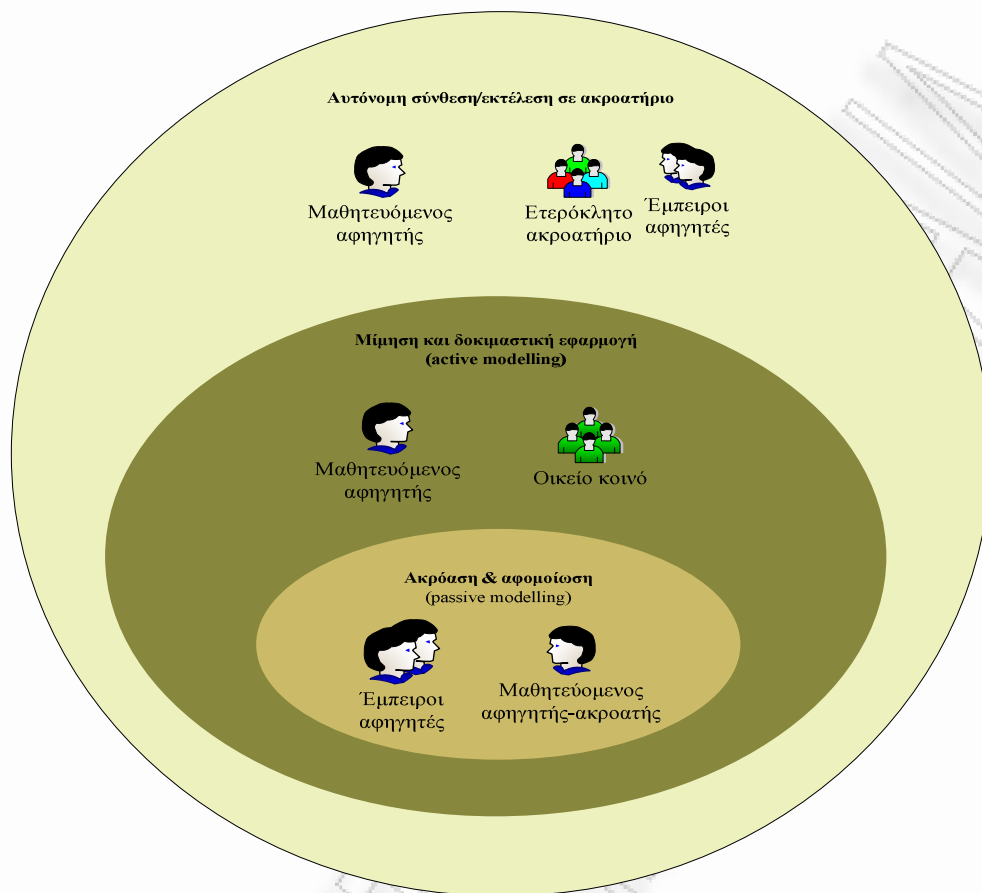 Αυτόνομη σύνθεση/εκτέλεση σε ακροατήριο
Μαθητευόμενος
αφηγητής
Ετερόκλητο
ακροατήριο
Έμπειροι
αφηγητές
Μίμηση και δοκιμαστική εφαρμογή
(active modelling)
Μαθητευόμενος
αφηγητής
Οικείο κοινό
Ακρόαση & αφομοίωση
(passive modelling)
Έμπειροι
αφηγητές
Μαθητεύομενος
αφηγητής-ακροατής